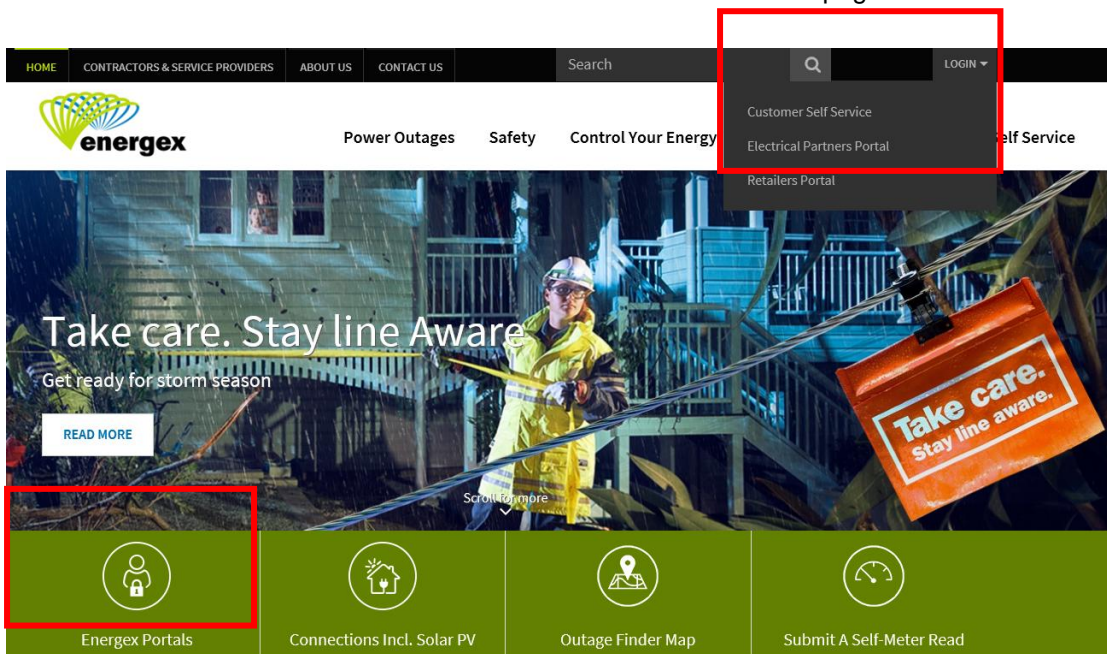 HOME CONTRACTORS & SERVICE PROVIDERS ABOUT US CONTACT US Search LOGIN
Customer Self Service
energex Power Outages Safety Control Your Energy elf Service
Electrical Partners Portal
Retailers Portal
Take care. Stay line Aware
Get ready for storm season
READ MORE
Take care.
Stay line aware.
Scroll for more
Energex Portals Connections Incl. Solar PV Outage Finder Map Submit A Self-Meter Read